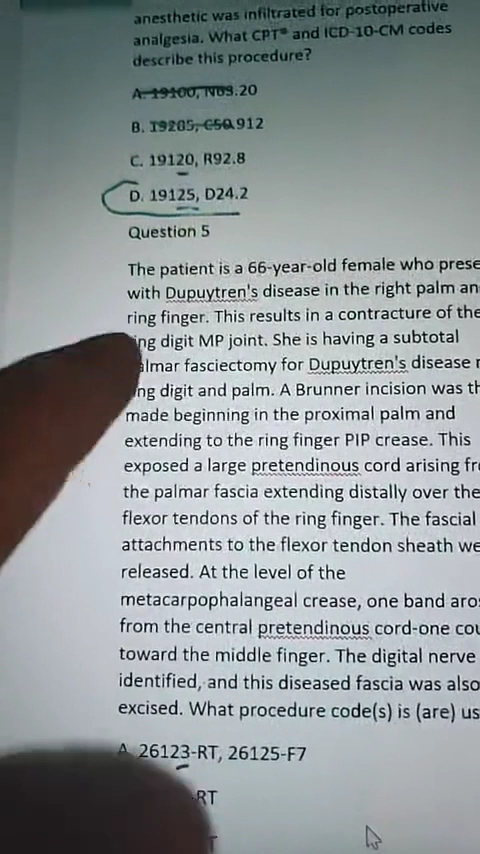 anesthetic was infiltrated for postoperative
analgesia. What CPT® and ICD-10-CM codes
describe this procedure?
A. 19100, N63.20
B. 19285, C50.912
C. 19120, R92.8
D. 19125, D24.2
Question 5
The patient is a 66-year-old female who prese
with Dupuytren's disease in the right palm an
ring finger. This results in a contracture of the
ing digit MP joint. She is having a subtotal
almar fasciectomy for Dupuytren's disease r
ng digit and palm. A Brunner incision was th
made beginning in the proximal palm and
extending to the ring finger PIP crease. This
exposed a large pretendinous cord arising fr
the palmar fascia extending distally over the
flexor tendons of the ring finger. The fascial
attachments to the flexor tendon sheath we
released. At the level of the
metacarpophalangeal crease, one band aro
from the central pretendinous cord-one cou
toward the middle finger. The digital nerve
identified, and this diseased fascia was also
excised. What procedure code(s) is (are) us
A. 26123-RT, 26125-F7
RT
T